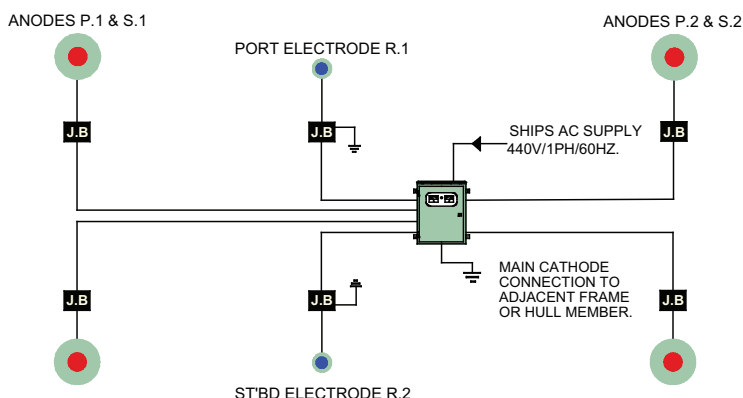 ANODES P.1 & S.1
ANODES P.2 & S.2
PORT ELECTRODE R.1
J.B
J.B
J.B
SHIPS AC SUPPLY
440V/1PH/60HZ.
MAIN CATHODE
CONNECTION TO
ADJACENT FRAME
OR HULL MEMBER.
J.B
J.B
J.B
ST'BD ELECTRODE R.2